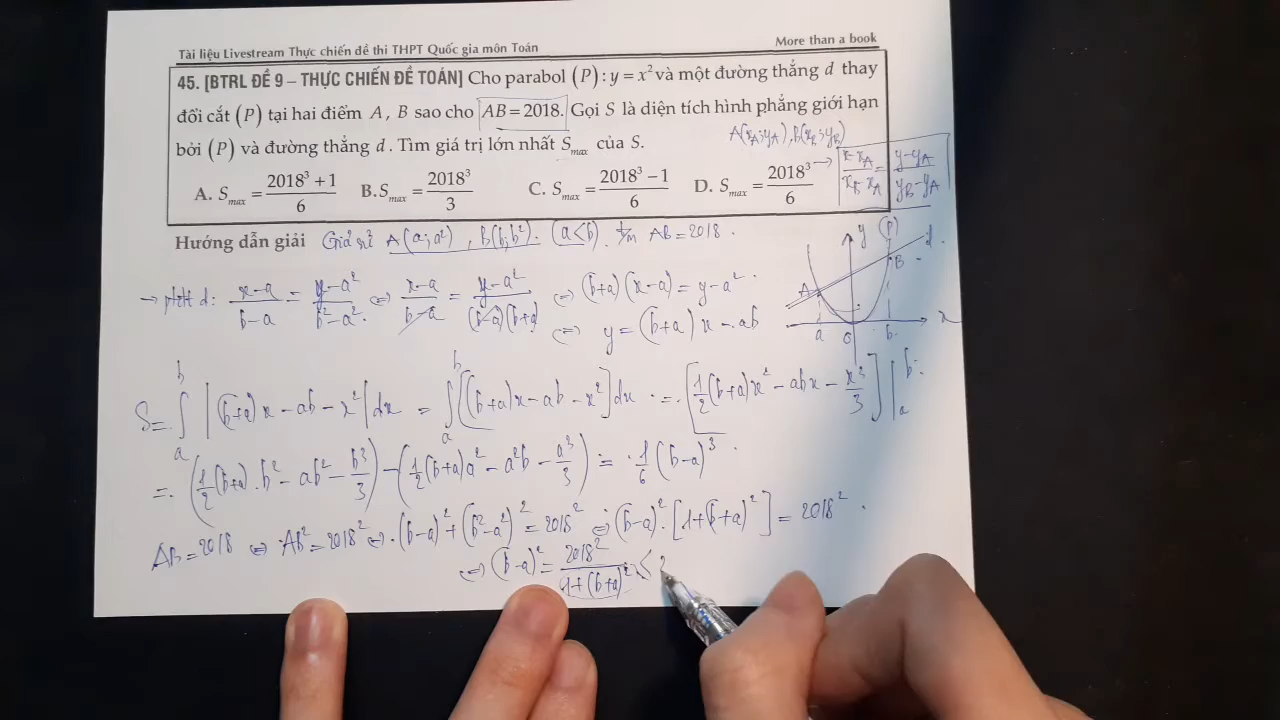 Tài liệu Livestream Thực chiến đề thi THPT Quốc gia môn Toán
More than a book
45. [BTRL ĐỀ 9 – THỰC CHIẾN ĐỀ TOÁN] Cho parabol (P): y = x² và một đường thẳng d thay
đổi cắt (P) tại hai điểm A, B sao cho AB = 2018. Gọi S là diện tích hình phẳng giới hạn
bởi (P) và đường thẳng d. Tìm giá trị lớn nhất S_max của S.
A(x_A; y_A), B(x_B; y_B)
A. S_max = (2018³ + 1)/6 B. S_max = 2018³/3 C. S_max = (2018³ – 1)/6 D. S_max = 2018³/6 → (x - x_A)/(x_B - x_A) = (y - y_A)/(y_B - y_A)
Hướng dẫn giải Giả sử A(a; a²), B(b; b²). (a < b). t/m AB = 2018.
→ ptđt d: (x - a)/(b - a) = (y - a²)/(b² - a²) ⇔ (x - a)/(b - a) = (y - a²)/((b - a)(b + a)) ⇔ (b + a)(x - a) = y - a²
⇔ y = (b + a)x - ab
y (P) d A B a O b x
S = ∫_a^b |(b + a)x - ab - x²| dx = ∫_a^b [(b + a)x - ab - x²] dx = [1/2 (b + a)x² - abx - x³/3] |_a^b
= (1/2 (b + a).b² - ab² - b³/3) - (1/2 (b + a)a² - a²b - a³/3) = 1/6 (b - a)³
AB = 2018 ⇔ AB² = 2018² ⇔ (b - a)² + (b² - a²)² = 2018² ⇔ (b - a)². [1 + (b + a)²] = 2018².
⇔ (b - a)² = 2018²/(1 + (b + a)²) <